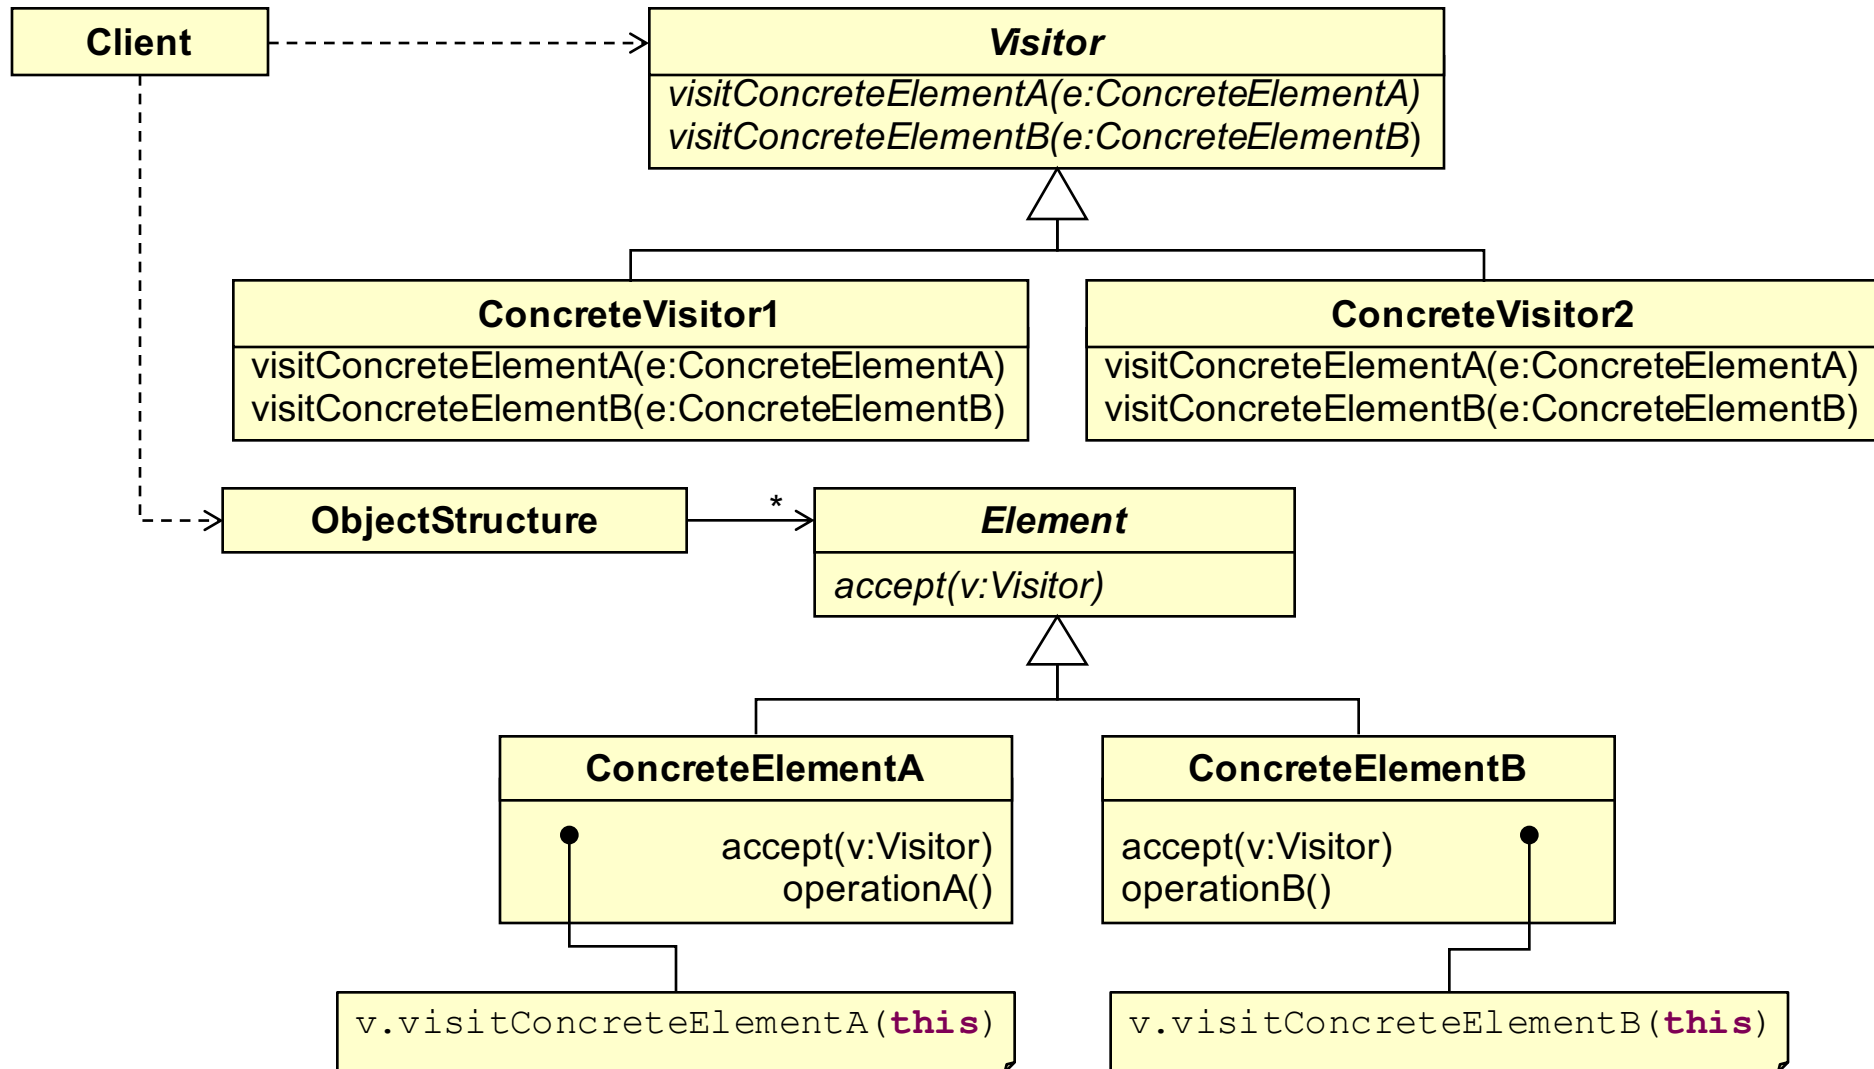 Client
Visitor
visitConcreteElementA(e:ConcreteElementA)
visitConcreteElementB(e:ConcreteElementB)
ConcreteVisitor1
visitConcreteElementA(e:ConcreteElementA)
visitConcreteElementB(e:ConcreteElementB)
ConcreteVisitor2
visitConcreteElementA(e:ConcreteElementA)
visitConcreteElementB(e:ConcreteElementB)
ObjectStructure
*
Element
accept(v:Visitor)
ConcreteElementA
accept(v:Visitor)
operationA()
ConcreteElementB
accept(v:Visitor)
operationB()
v.visitConcreteElementA(this)
v.visitConcreteElementB(this)